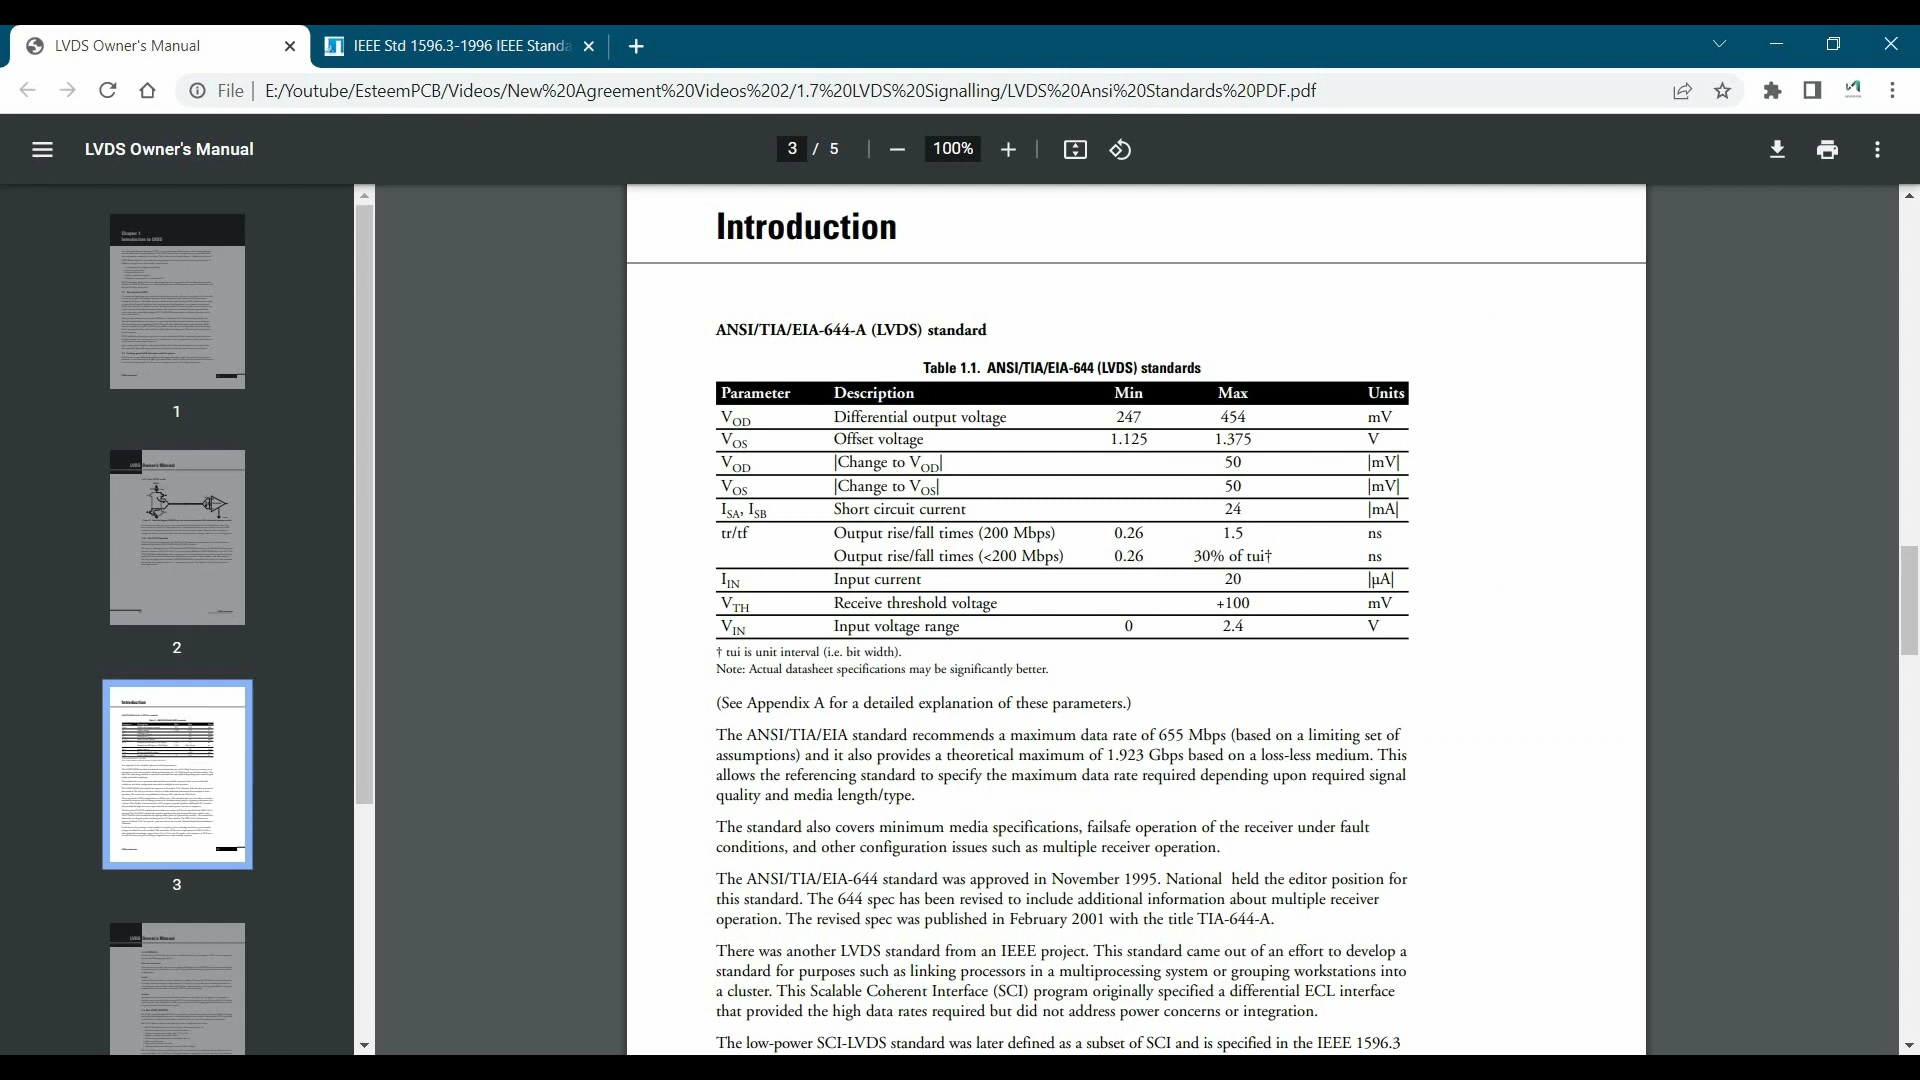 LVDS Owner's Manual
IEEE Std 1596.3-1996 IEEE Standa
File
E:/Youtube/EsteemPCB/Videos/New%20Agreement%20Videos%202/1.7%20LVDS%20Signalling/LVDS%20Ansi%20Standards%20PDF.pdf
LVDS Owner's Manual
3 / 5
100%
1
2
3
Introduction
ANSI/TIA/EIA-644-A (LVDS) standard
Table 1.1. ANSI/TIA/EIA-644 (LVDS) standards
Parameter Description Min Max Units
VOD Differential output voltage 247 454 mV
VOS Offset voltage 1.125 1.375 V
VOD |Change to VOD| 50 |mV|
VOS |Change to VOS| 50 |mV|
ISA, ISB Short circuit current 24 |mA|
tr/tf Output rise/fall times (200 Mbps) 0.26 1.5 ns
Output rise/fall times (<200 Mbps) 0.26 30% of tui† ns
IIN Input current 20 |µA|
VTH Receive threshold voltage +100 mV
VIN Input voltage range 0 2.4 V
† tui is unit interval (i.e. bit width).
Note: Actual datasheet specifications may be significantly better.
(See Appendix A for a detailed explanation of these parameters.)
The ANSI/TIA/EIA standard recommends a maximum data rate of 655 Mbps (based on a limiting set of
assumptions) and it also provides a theoretical maximum of 1.923 Gbps based on a loss-less medium. This
allows the referencing standard to specify the maximum data rate required depending upon required signal
quality and media length/type.
The standard also covers minimum media specifications, failsafe operation of the receiver under fault
conditions, and other configuration issues such as multiple receiver operation.
The ANSI/TIA/EIA-644 standard was approved in November 1995. National held the editor position for
this standard. The 644 spec has been revised to include additional information about multiple receiver
operation. The revised spec was published in February 2001 with the title TIA-644-A.
There was another LVDS standard from an IEEE project. This standard came out of an effort to develop a
standard for purposes such as linking processors in a multiprocessing system or grouping workstations into
a cluster. This Scalable Coherent Interface (SCI) program originally specified a differential ECL interface
that provided the high data rates required but did not address power concerns or integration.
The low-power SCI-LVDS standard was later defined as a subset of SCI and is specified in the IEEE 1596.3